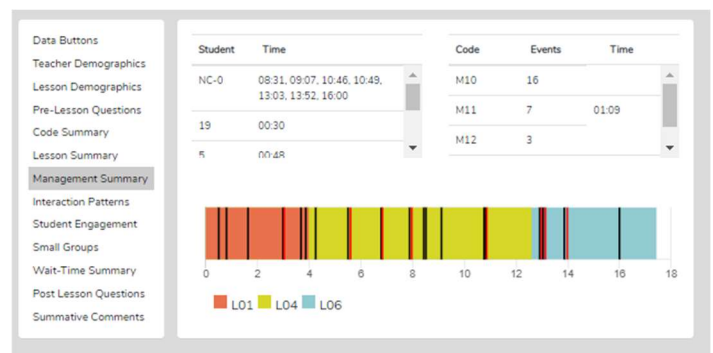 Data Buttons
Teacher Demographics
Lesson Demographics
Pre-Lesson Questions
Code Summary
Lesson Summary
Management Summary
Interaction Patterns
Student Engagement
Small Groups
Wait-Time Summary
Post Lesson Questions
Summative Comments
Student Time
NC-0 08:31, 09:07, 10:46, 10:49,
13:03, 13:52, 16:00
19 00:30
5 00:48
Code Events Time
M10 16
M11 7 01:09
M12 3
0 2 4 6 8 10 12 14 16 18
L01 L04 L06